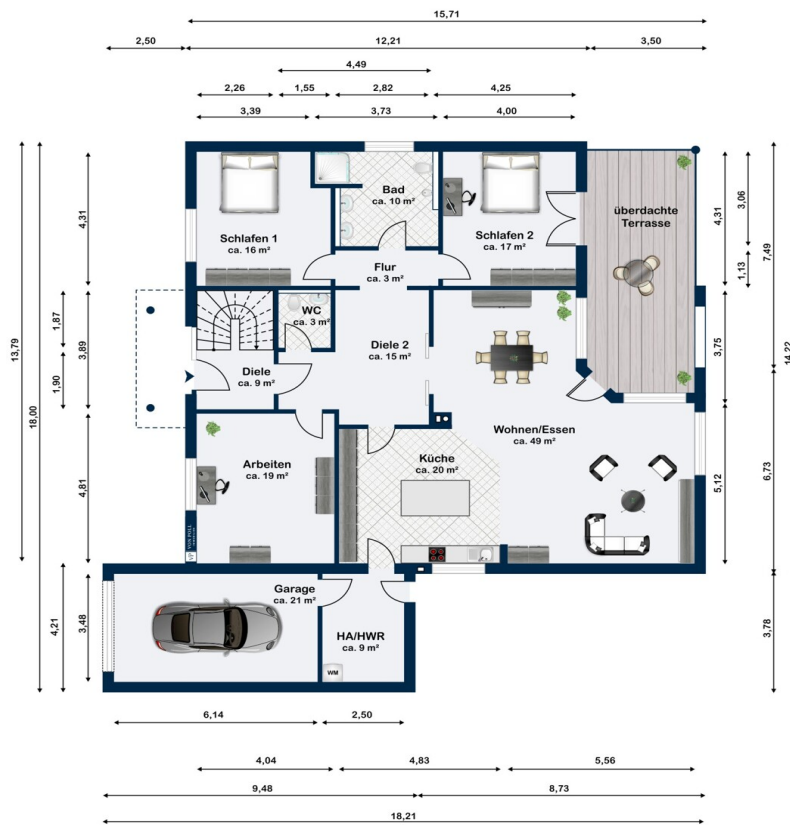 15,71
2,50
12,21
3,50
4,49
2,26
1,55
2,82
4,25
3,39
3,73
4,00
13,79
18,00
4,31
1,87
3,89
1,90
4,81
4,21
3,48
4,31
3,06
1,13
7,49
3,75
14,22
5,12
6,73
3,78
Schlafen 1
ca. 16 m²
Bad
ca. 10 m²
Schlafen 2
ca. 17 m²
überdachte
Terrasse
Flur
ca. 3 m²
WC
ca. 3 m²
Diele
ca. 9 m²
Diele 2
ca. 15 m²
Wohnen/Essen
ca. 49 m²
Arbeiten
ca. 19 m²
Küche
ca. 20 m²
VON POLL
VP
Garage
ca. 21 m²
HA/HWR
ca. 9 m²
WM
6,14
2,50
4,04
4,83
5,56
9,48
8,73
18,21